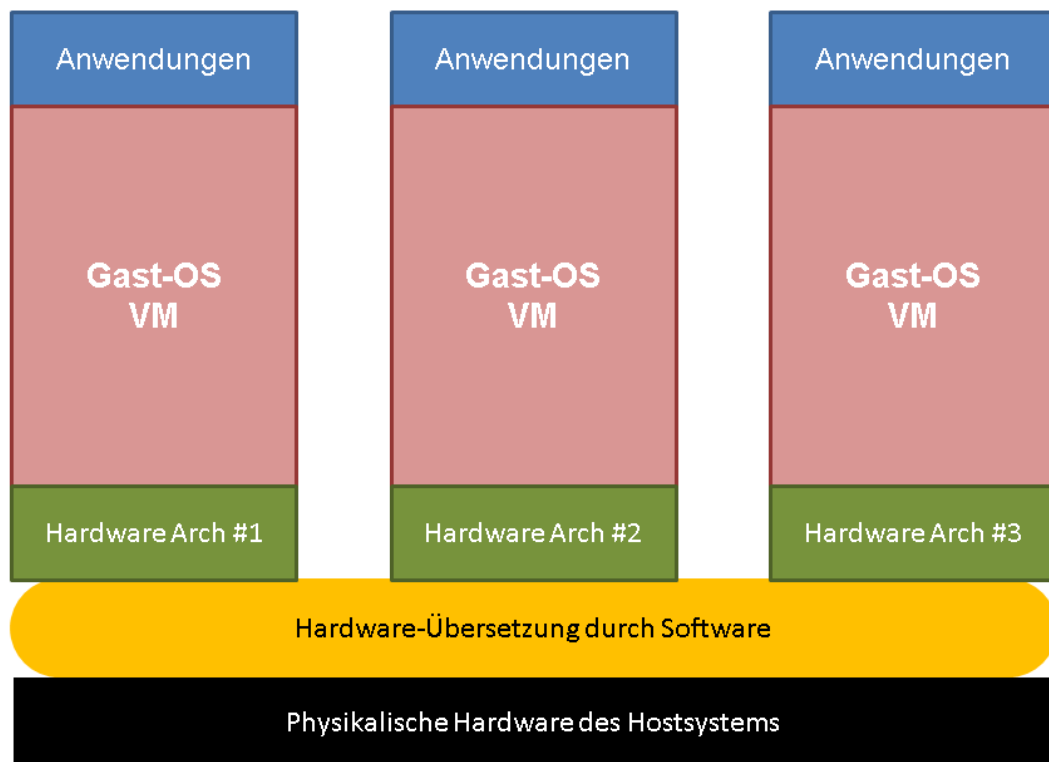 Anwendungen
Anwendungen
Anwendungen
Gast-OS
VM
Gast-OS
VM
Gast-OS
VM
Hardware Arch #1
Hardware Arch #2
Hardware Arch #3
Hardware-Übersetzung durch Software
Physikalische Hardware des Hostsystems